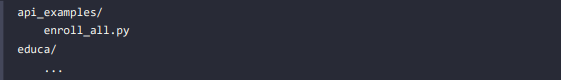 api_examples/
    enroll_all.py
educa/
    ...